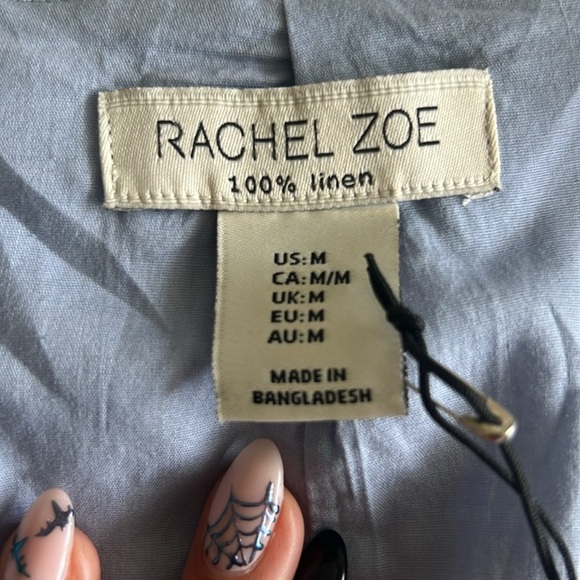 RACHEL ZOE
100% linen
US:M
CA:M/M
UK:M
EU:M
AU:M
MADE IN
BANGLADESH